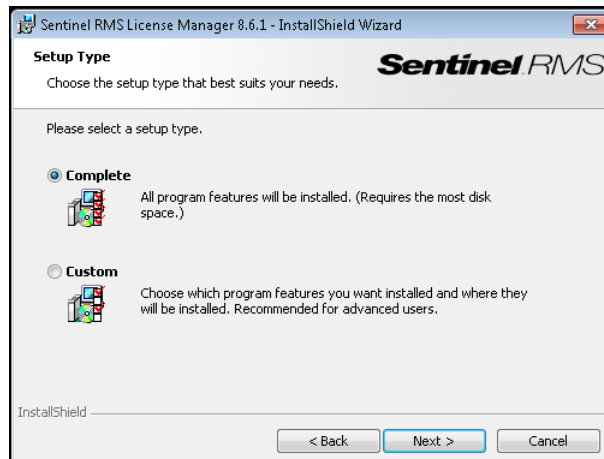 Sentinel RMS License Manager 8.6.1 - InstallShield Wizard
Setup Type
Choose the setup type that best suits your needs.
Sentinel RMS
Please select a setup type.
Complete
All program features will be installed. (Requires the most disk
space.)
Custom
Choose which program features you want installed and where they
will be installed. Recommended for advanced users.
InstallShield
< Back
Next >
Cancel